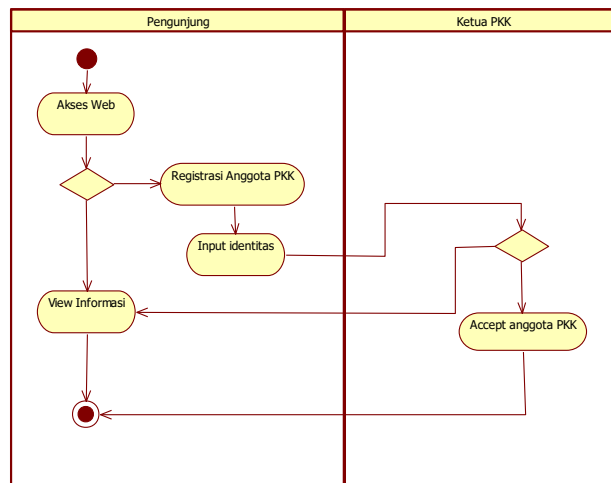 Pengunjung
Ketua PKK
Akses Web
Registrasi Anggota PKK
Input identitas
View Informasi
Accept anggota PKK